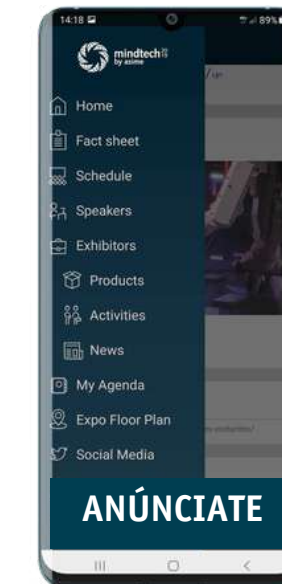 14:18
89%
mindtech
by asime
Home
Fact sheet
Schedule
Speakers
Exhibitors
Products
Activities
News
My Agenda
Expo Floor Plan
Social Media
ANÚNCIATE